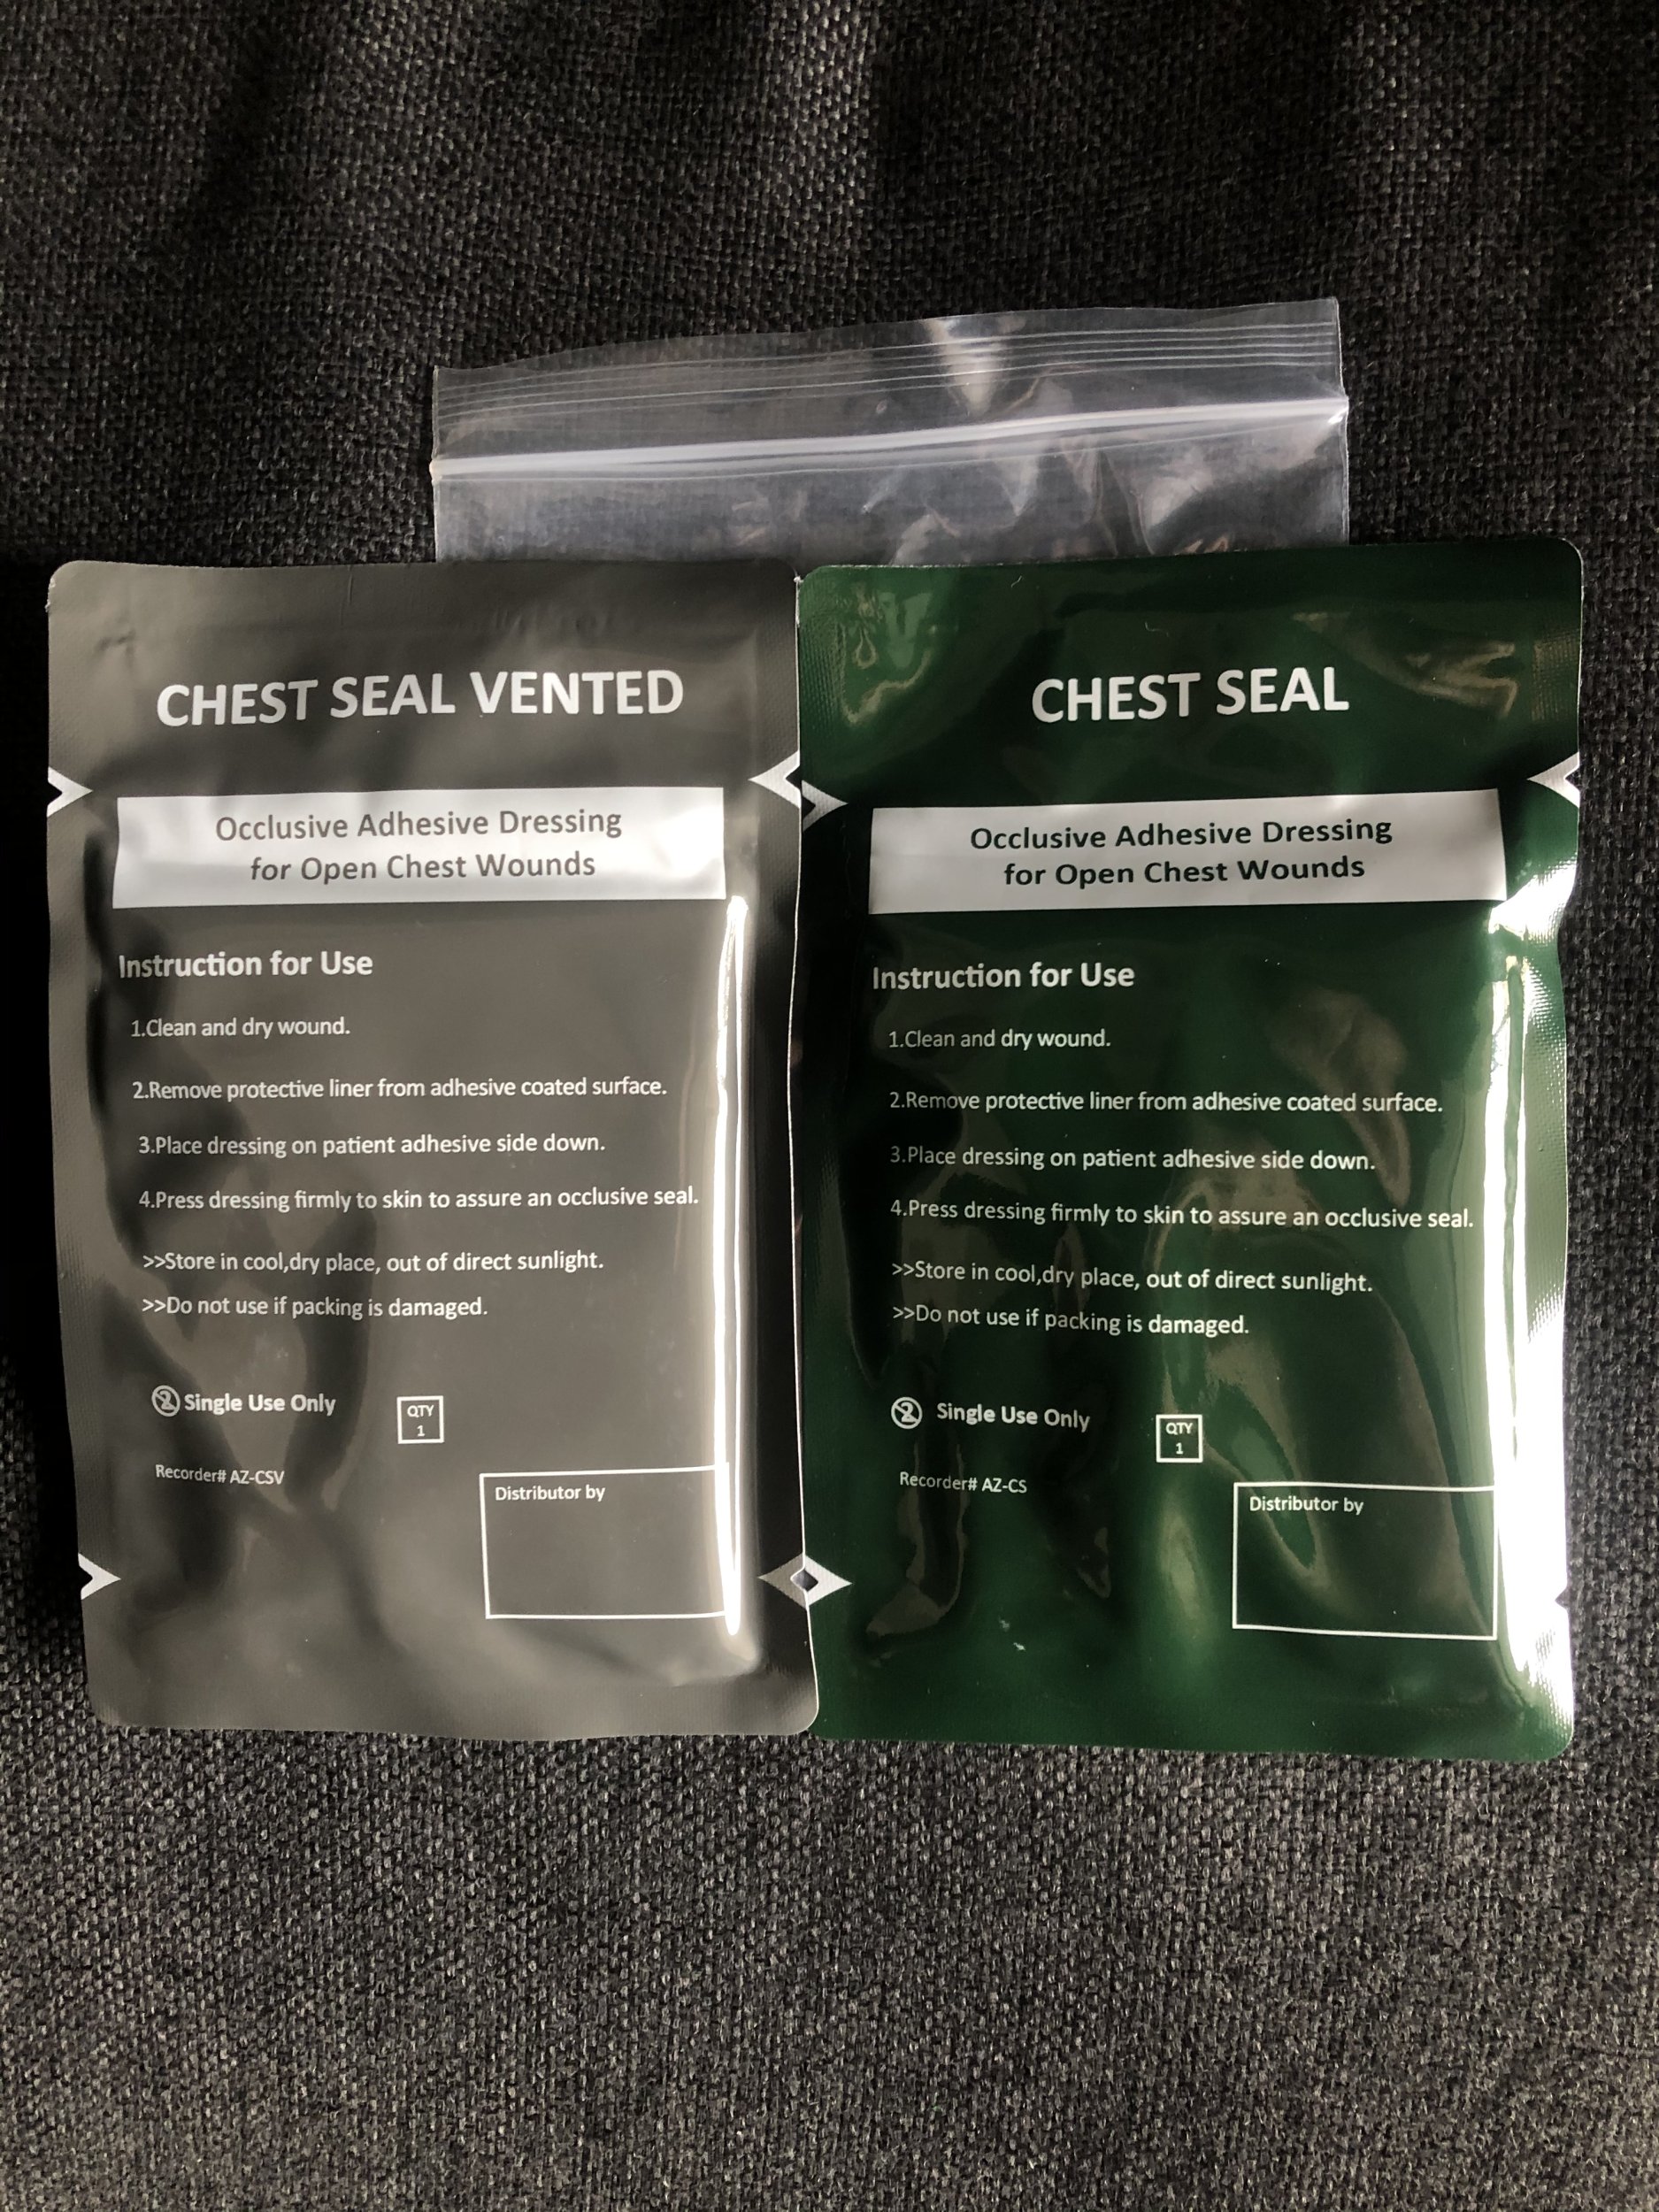 CHEST SEAL VENTED
Occlusive Adhesive Dressing
for Open Chest Wounds
Instruction for Use
1.Clean and dry wound.
2.Remove protective liner from adhesive coated surface.
3.Place dressing on patient adhesive side down.
4.Press dressing firmly to skin to assure an occlusive seal.
>>Store in cool,dry place, out of direct sunlight.
>>Do not use if packing is damaged.
2 Single Use Only
QTY
1
Recorder# AZ-CSV
Distributor by
CHEST SEAL
Occlusive Adhesive Dressing
for Open Chest Wounds
Instruction for Use
1.Clean and dry wound.
2.Remove protective liner from adhesive coated surface.
3.Place dressing on patient adhesive side down.
4.Press dressing firmly to skin to assure an occlusive seal.
>>Store in cool,dry place, out of direct sunlight.
>>Do not use if packing is damaged.
2 Single Use Only
QTY
1
Recorder# AZ-CS
Distributor by